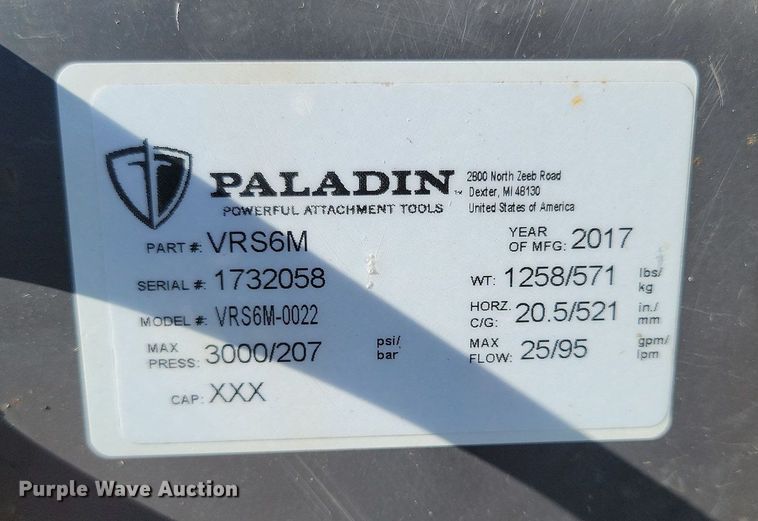 PALADIN™
POWERFUL ATTACHMENT TOOLS
2800 North Zeeb Road
Dexter, MI 48130
United States of America
PART #: VRS6M
YEAR OF MFG: 2017
SERIAL #: 1732058
WT: 1258/571 lbs/kg
MODEL #: VRS6M-0022
HORZ. C/G: 20.5/521 in./mm
MAX PRESS: 3000/207 psi/bar
MAX FLOW: 25/95 gpm/lpm
CAP: XXX
Purple Wave Auction